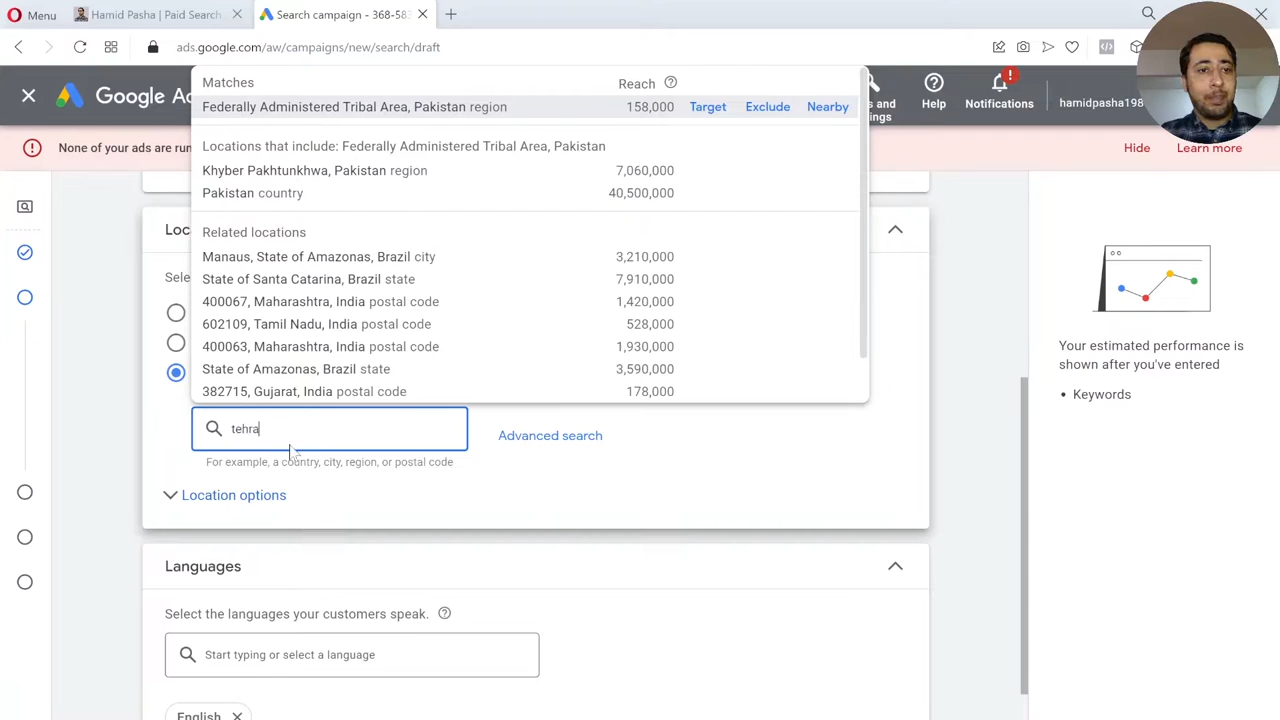 Menu
Hamid Pasha | Paid Search
Search campaign - 368-583
ads.google.com/aw/campaigns/new/search/draft
Google Ad
Help
Notifications
hamidpasha198
None of your ads are run
Hide
Learn more
Matches
Reach
Federally Administered Tribal Area, Pakistan region
158,000
Target
Exclude
Nearby
Locations that include: Federally Administered Tribal Area, Pakistan
Khyber Pakhtunkhwa, Pakistan region
7,060,000
Pakistan country
40,500,000
Related locations
Manaus, State of Amazonas, Brazil city
3,210,000
State of Santa Catarina, Brazil state
7,910,000
400067, Maharashtra, India postal code
1,420,000
602109, Tamil Nadu, India postal code
528,000
400063, Maharashtra, India postal code
1,930,000
State of Amazonas, Brazil state
3,590,000
382715, Gujarat, India postal code
178,000
tehra
Advanced search
For example, a country, city, region, or postal code
Location options
Languages
Select the languages your customers speak.
Start typing or select a language
English
Your estimated performance is
shown after you've entered
• Keywords